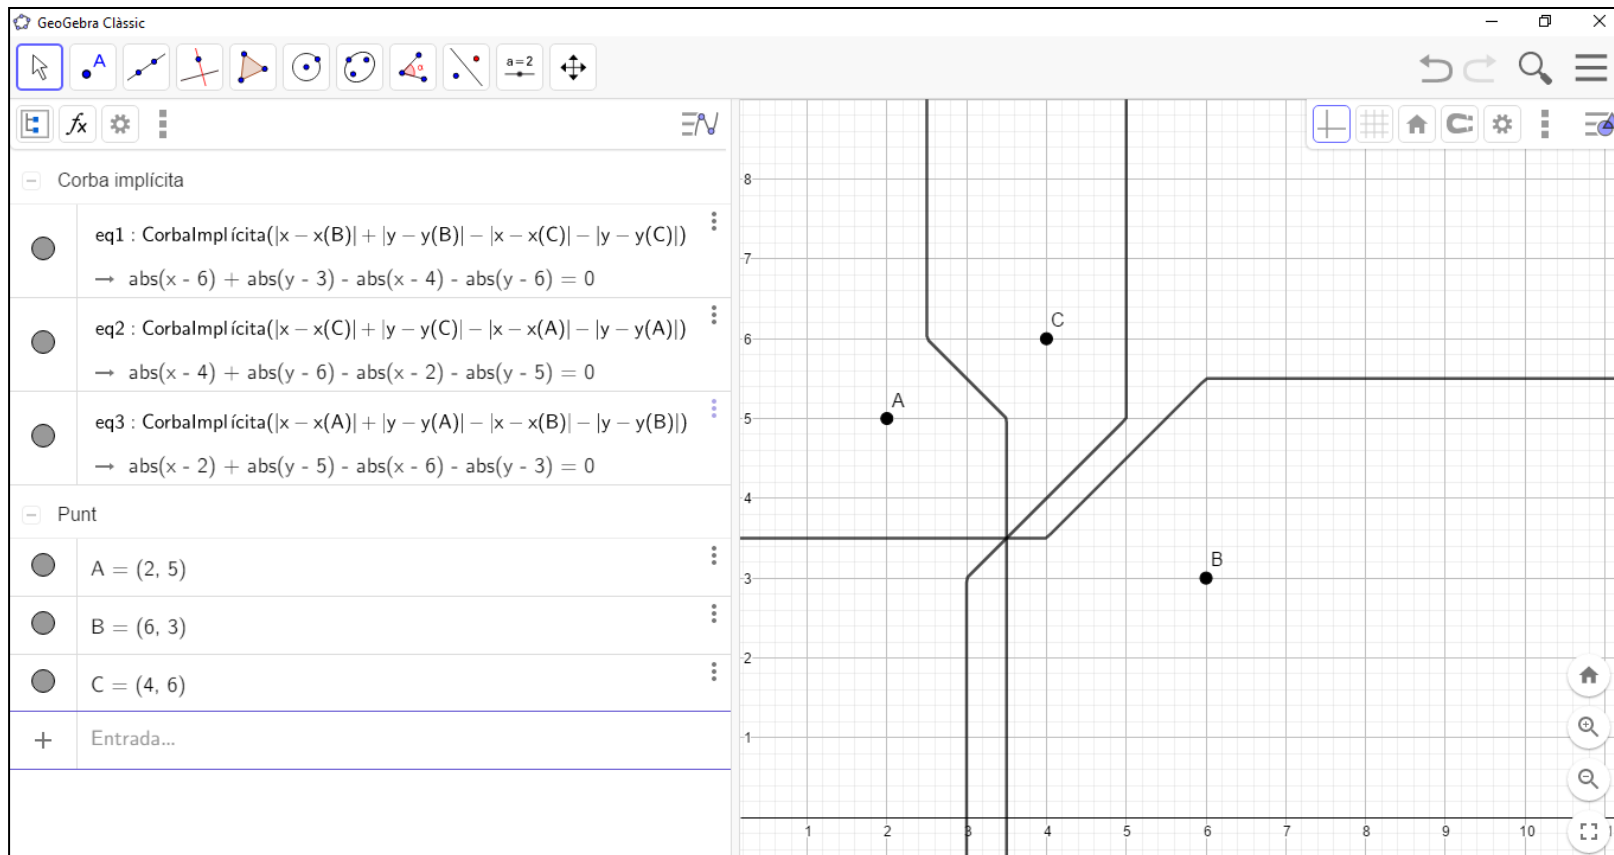 GeoGebra Clàssic
A
a = 2
fx
Corba implícita
eq1 : CorbaImplícita(|x − x(B)| + |y − y(B)| − |x − x(C)| − |y − y(C)|)
→ abs(x - 6) + abs(y - 3) - abs(x - 4) - abs(y - 6) = 0
eq2 : CorbaImplícita(|x − x(C)| + |y − y(C)| − |x − x(A)| − |y − y(A)|)
→ abs(x - 4) + abs(y - 6) - abs(x - 2) - abs(y - 5) = 0
eq3 : CorbaImplícita(|x − x(A)| + |y − y(A)| − |x − x(B)| − |y − y(B)|)
→ abs(x - 2) + abs(y - 5) - abs(x - 6) - abs(y - 3) = 0
Punt
A = (2, 5)
B = (6, 3)
C = (4, 6)
Entrada...
8
7
6
5
4
3
2
1
C
A
B
1 2 3 4 5 6 7 8 9 10